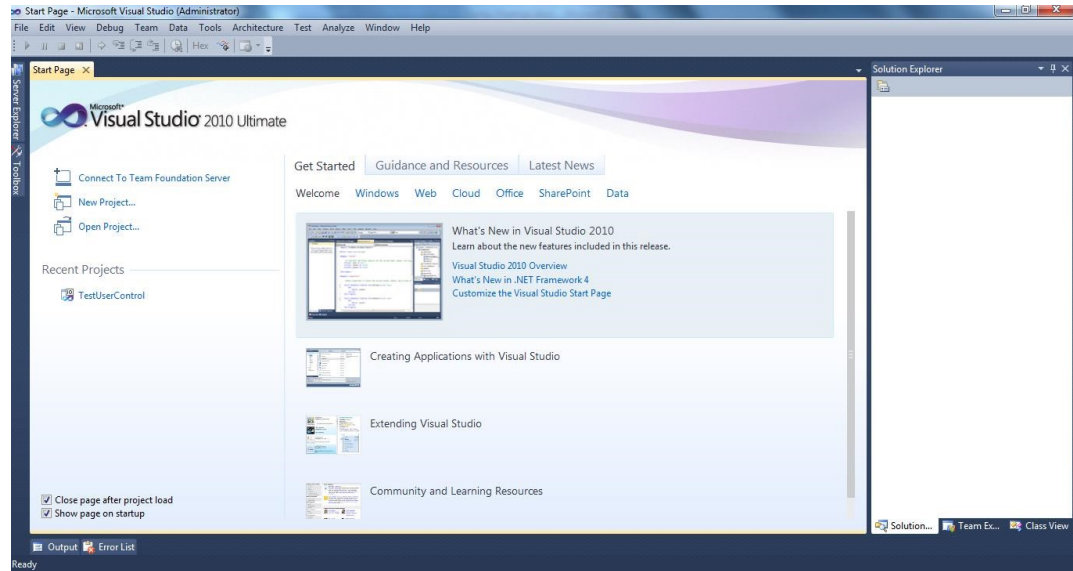 Start Page - Microsoft Visual Studio (Administrator)
File Edit View Debug Team Data Tools Architecture Test Analyze Window Help
Hex
Server Explorer
Toolbox
Start Page
Microsoft
Visual Studio 2010 Ultimate
Connect To Team Foundation Server
New Project...
Open Project...
Recent Projects
TestUserControl
Close page after project load
Show page on startup
Get Started Guidance and Resources Latest News
Welcome Windows Web Cloud Office SharePoint Data
What's New in Visual Studio 2010
Learn about the new features included in this release.
Visual Studio 2010 Overview
What's New in .NET Framework 4
Customize the Visual Studio Start Page
Creating Applications with Visual Studio
Extending Visual Studio
Community and Learning Resources
Solution Explorer
Solution... Team Ex... Class View
Output Error List
Ready